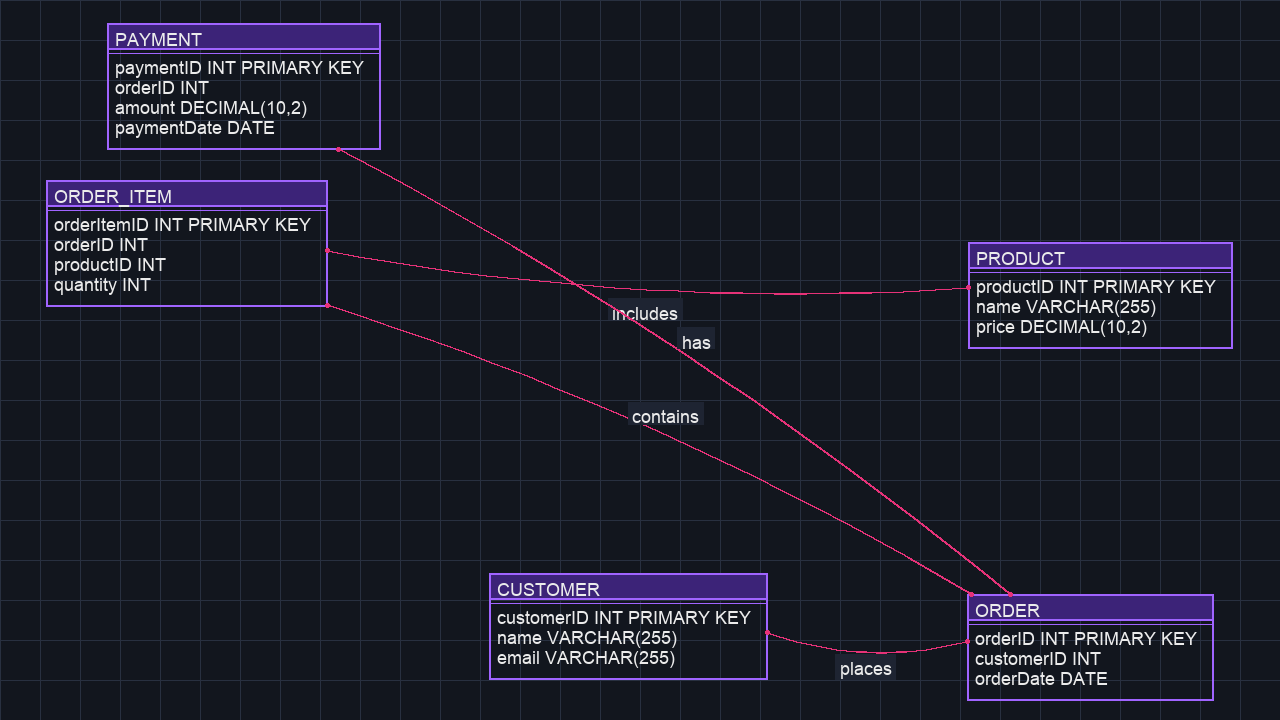 PAYMENT
paymentID INT PRIMARY KEY
orderID INT
amount DECIMAL(10,2)
paymentDate DATE
ORDER_ITEM
orderItemID INT PRIMARY KEY
orderID INT
productID INT
quantity INT
PRODUCT
productID INT PRIMARY KEY
name VARCHAR(255)
price DECIMAL(10,2)
includes
has
contains
CUSTOMER
customerID INT PRIMARY KEY
name VARCHAR(255)
email VARCHAR(255)
places
ORDER
orderID INT PRIMARY KEY
customerID INT
orderDate DATE